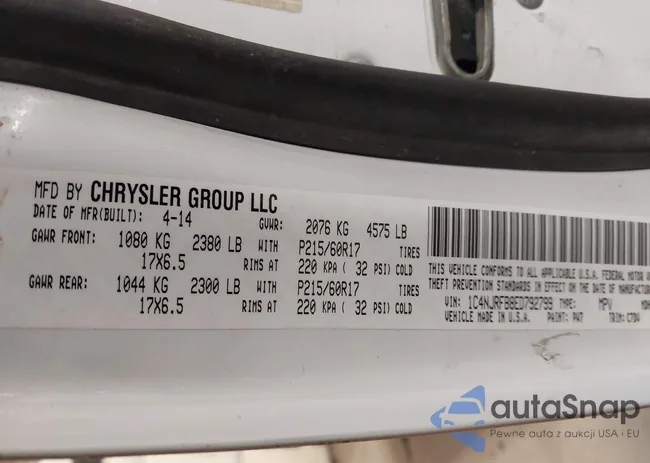 MFD BY CHRYSLER GROUP LLC
DATE OF MFR(BUILT): 4-14 GVWR: 2076 KG 4575 LB
GAWR FRONT: 1080 KG 2380 LB WITH P215/60R17 TIRES
17X6.5 RIMS AT 220 KPA ( 32 PSI) COLD
GAWR REAR: 1044 KG 2300 LB WITH P215/60R17 TIRES
17X6.5 RIMS AT 220 KPA ( 32 PSI) COLD
THIS VEHICLE CONFORMS TO ALL APPLICABLE U.S.A. FEDERAL MOTOR
THEFT PREVENTION STANDARDS IN EFFECT ON THE DATE OF MANUFACTUR
VIN: 1C4NJRFB8ED792799 TYPE: MPV
VEHICLE MADE IN U.S.A. PAINT: PW7 TRIM: C7DV
autaSnap
Pewne auta z aukcji USA i EU